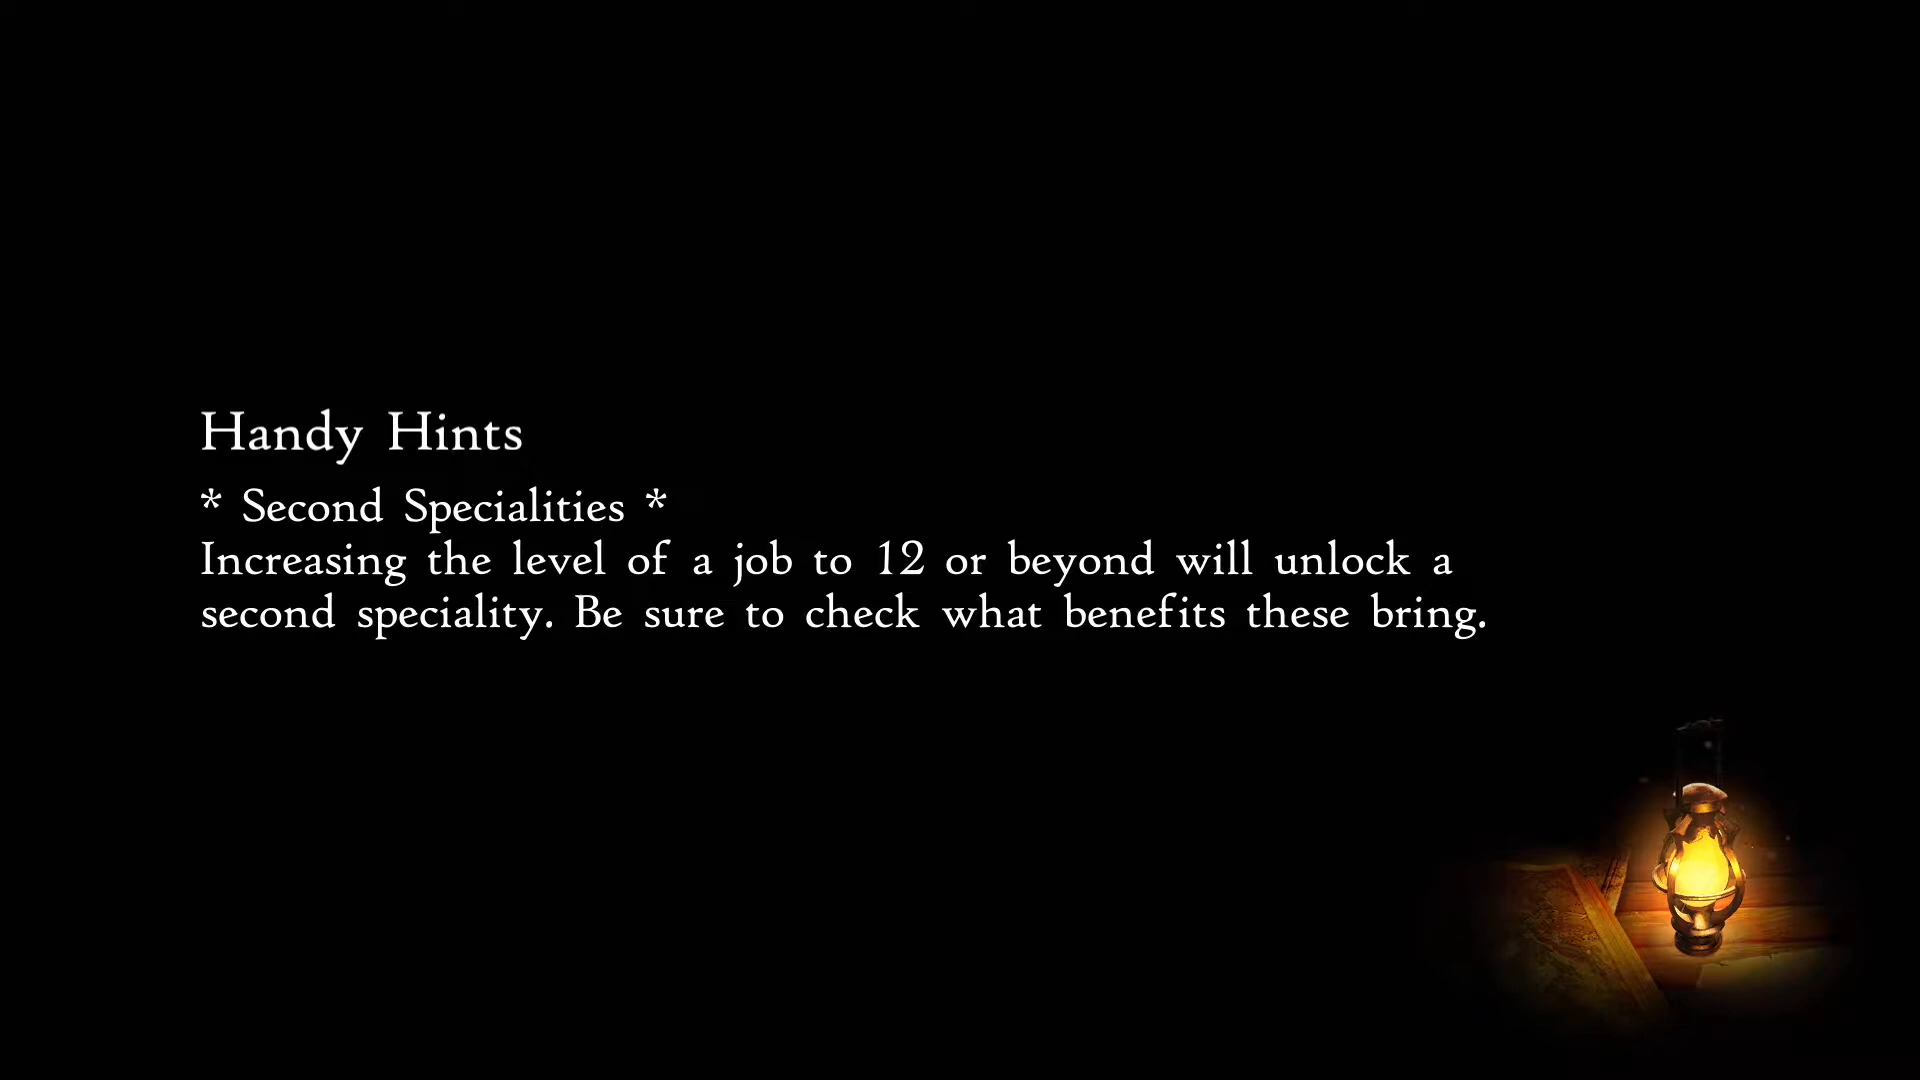 Handy Hints
* Second Specialities *
Increasing the level of a job to 12 or beyond will unlock a
second speciality. Be sure to check what benefits these bring.